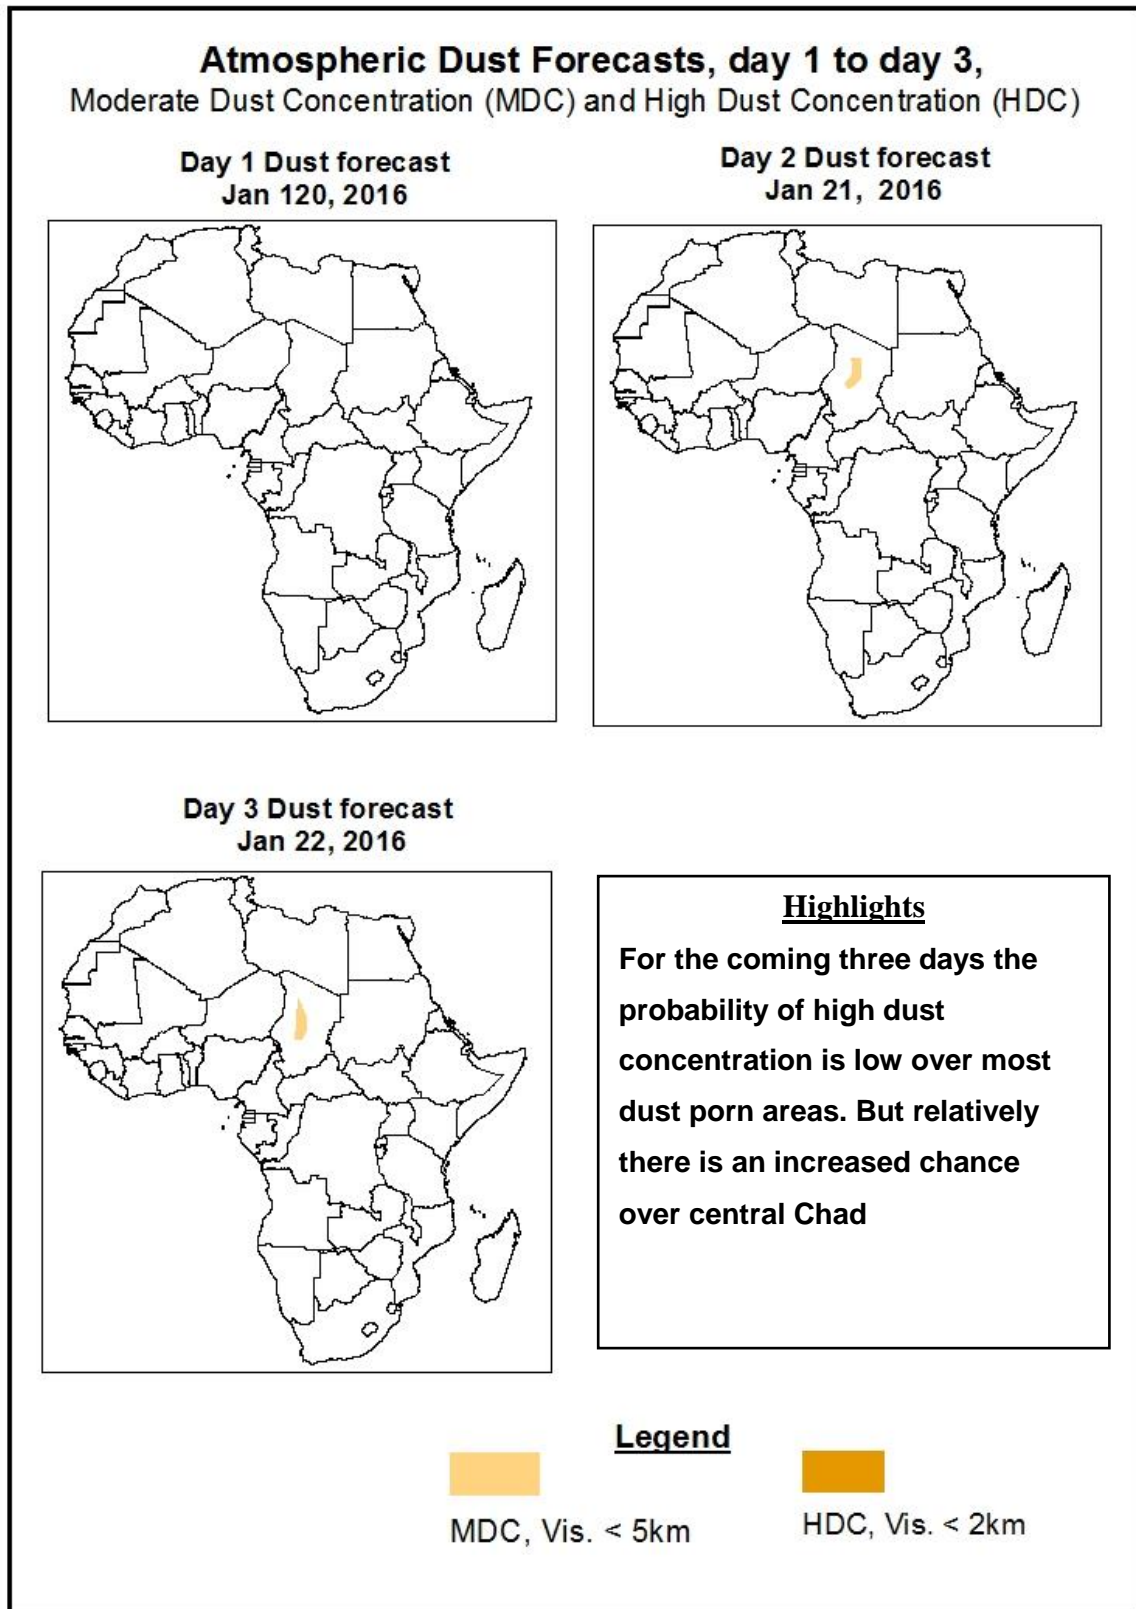 Atmospheric Dust Forecasts, day 1 to day 3,
Moderate Dust Concentration (MDC) and High Dust Concentration (HDC)
Day 1 Dust forecast
Jan 120, 2016
Day 2 Dust forecast
Jan 21, 2016
Day 3 Dust forecast
Jan 22, 2016
Highlights
For the coming three days the
probability of high dust
concentration is low over most
dust porn areas. But relatively
there is an increased chance
over central Chad
Legend
MDC, Vis. < 5km
HDC, Vis. < 2km